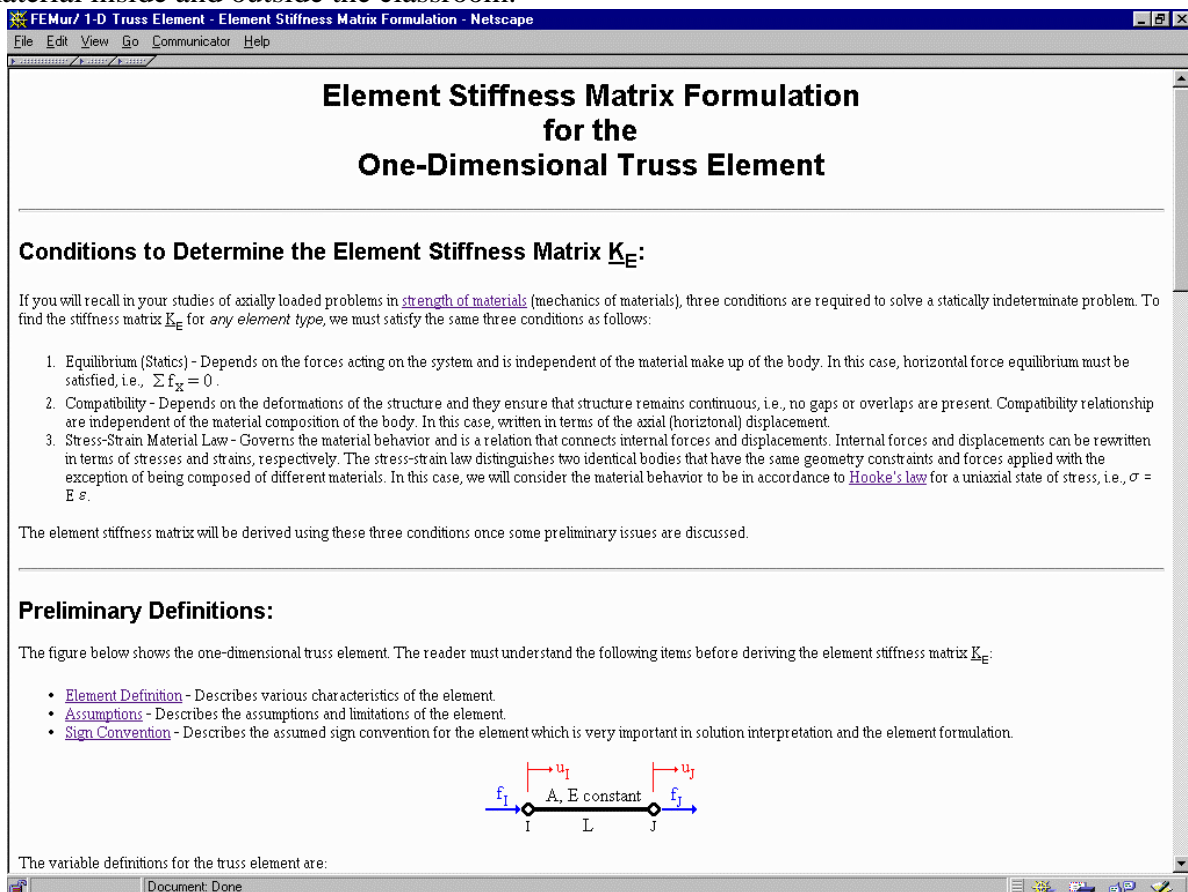 material inside and outside the classroom.
FEMur/ 1-D Truss Element - Element Stiffness Matrix Formulation - Netscape
File Edit View Go Communicator Help
Element Stiffness Matrix Formulation
for the
One-Dimensional Truss Element
Conditions to Determine the Element Stiffness Matrix K_E:
If you will recall in your studies of axially loaded problems in strength of materials (mechanics of materials), three conditions are required to solve a statically indeterminate problem. To
find the stiffness matrix K_E for any element type, we must satisfy the same three conditions as follows:
1. Equilibrium (Statics) - Depends on the forces acting on the system and is independent of the material make up of the body. In this case, horizontal force equilibrium must be
satisfied, i.e., Σ f_x = 0 .
2. Compatibility - Depends on the deformations of the structure and they ensure that structure remains continuous, i.e., no gaps or overlaps are present. Compatibility relationship
are independent of the material composition of the body. In this case, written in terms of the axial (horiztonal) displacement.
3. Stress-Strain Material Law - Governs the material behavior and is a relation that connects internal forces and displacements. Internal forces and displacements can be rewritten
in terms of stresses and strains, respectively. The stress-strain law distinguishes two identical bodies that have the same geometry constraints and forces applied with the
exception of being composed of different materials. In this case, we will consider the material behavior to be in accordance to Hooke's law for a uniaxial state of stress, i.e., σ =
E ε.
The element stiffness matrix will be derived using these three conditions once some preliminary issues are discussed.
Preliminary Definitions:
The figure below shows the one-dimensional truss element. The reader must understand the following items before deriving the element stiffness matrix K_E:
• Element Definition - Describes various characteristics of the element.
• Assumptions - Describes the assumptions and limitations of the element.
• Sign Convention - Describes the assumed sign convention for the element which is very important in solution interpretation and the element formulation.
u_I u_J
f_I A, E constant f_J
I L J
The variable definitions for the truss element are:
Document: Done